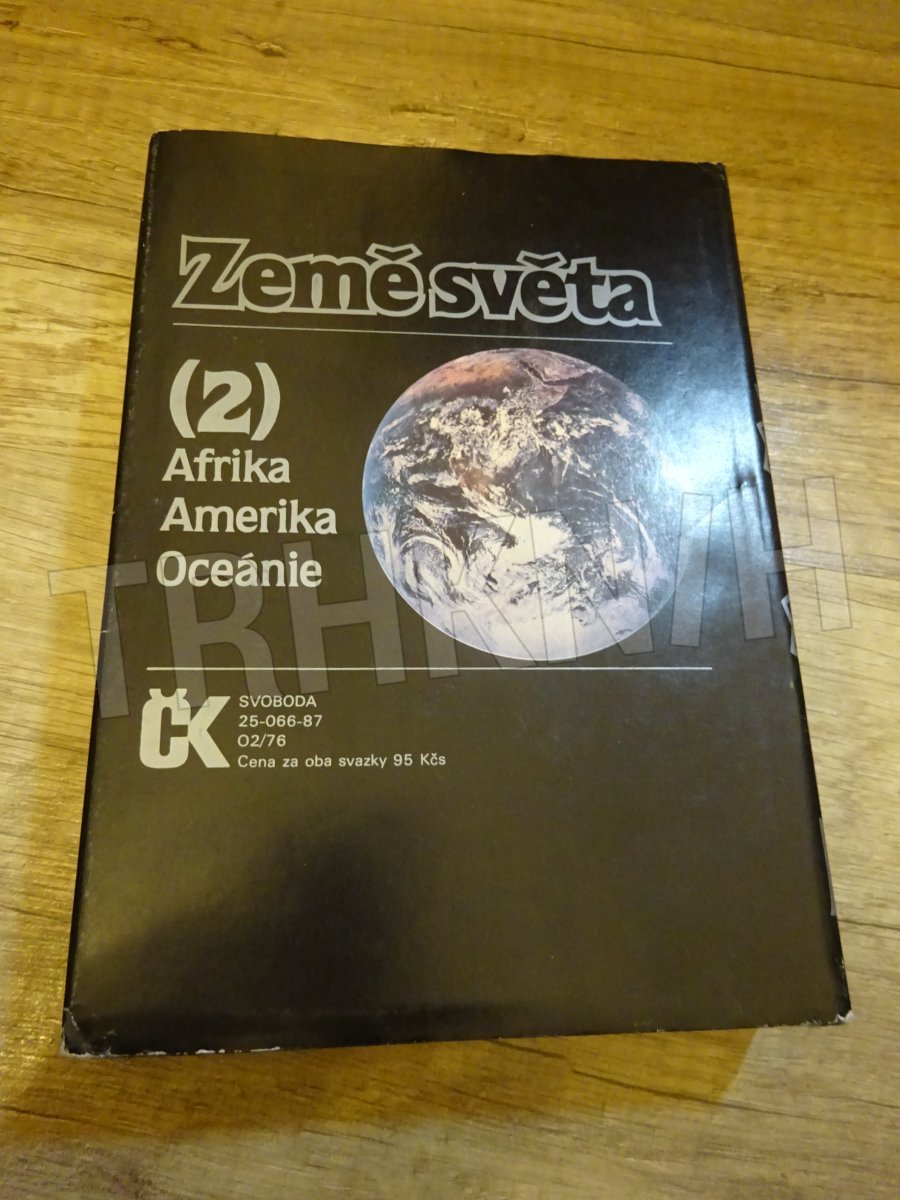 Země světa
(2)
Afrika
Amerika
Oceánie
ČK
SVOBODA
25-066-87
02/76
Cena za oba svazky 95 Kčs
TRHKNIH